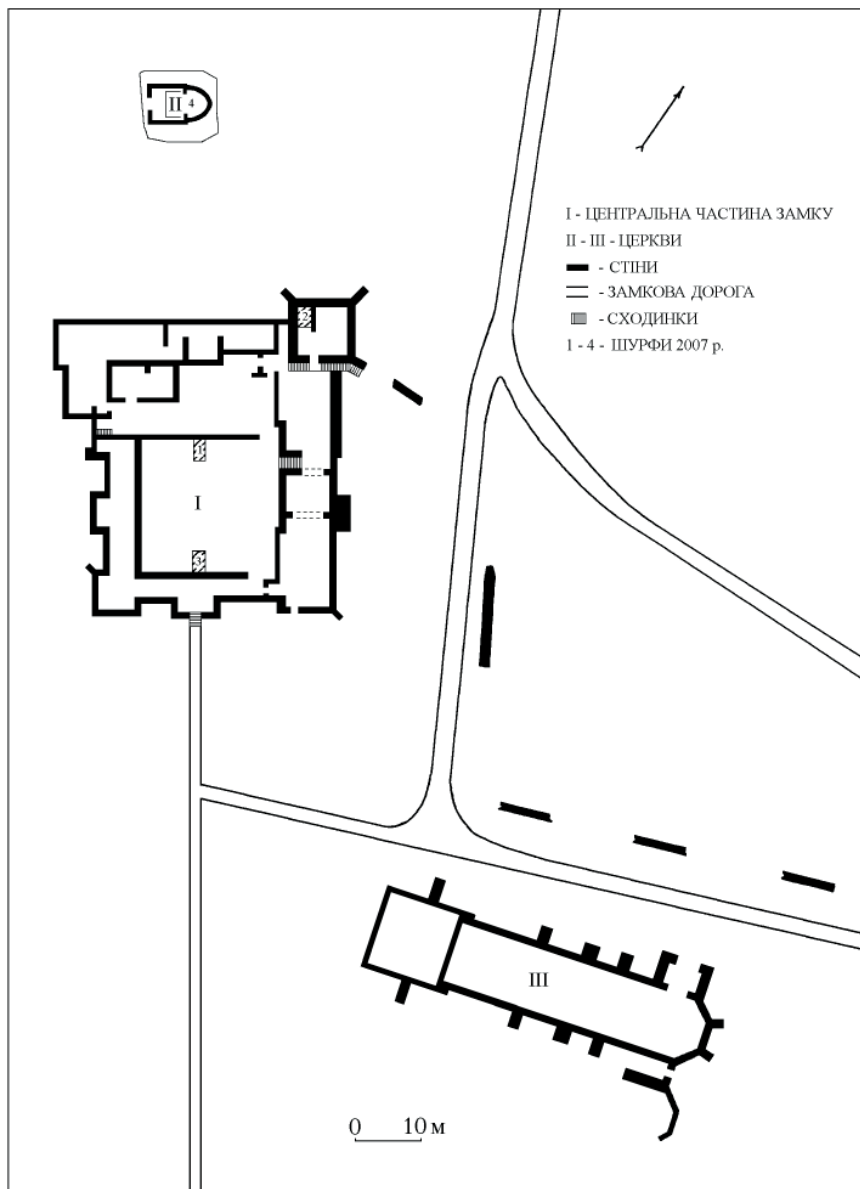 II 4
I - ЦЕНТРАЛЬНА ЧАСТИНА ЗАМКУ
II - III - ЦЕРКВИ
- СТІНИ
- ЗАМКОВА ДОРОГА
- СХОДИНКИ
1 - 4 - ШУРФИ 2007 р.
2
1
I
3
III
0 10 м